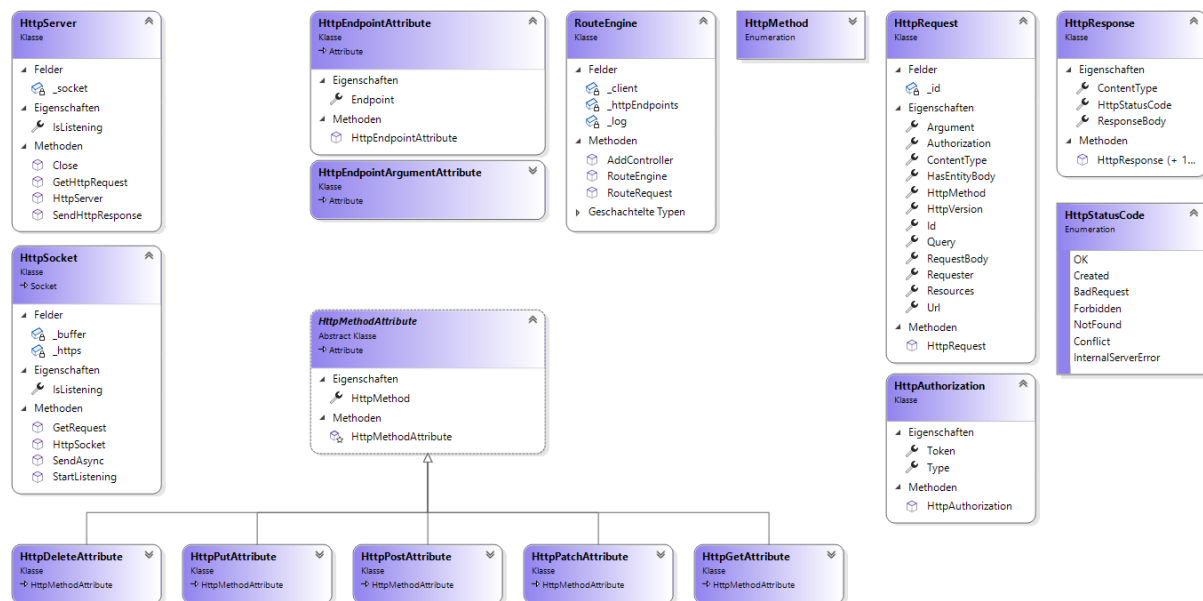 HttpServer
Klasse
Felder
_socket
Eigenschaften
IsListening
Methoden
Close
GetHttpRequest
HttpServer
SendHttpResponse
HttpEndpointAttribute
Klasse
Attribute
Eigenschaften
Endpoint
Methoden
HttpEndpointAttribute
HttpEndpointArgumentAttribute
Klasse
Attribute
RouteEngine
Klasse
Felder
_client
_httpEndpoints
_log
Methoden
AddController
RouteEngine
RouteRequest
Geschachtelte Typen
HttpMethod
Enumeration
HttpRequest
Klasse
Felder
_id
Eigenschaften
Argument
Authorization
ContentType
HasEntityBody
HttpMethod
HttpVersion
Id
Query
RequestBody
Requester
Resources
Url
Methoden
HttpRequest
HttpResponse
Klasse
Eigenschaften
ContentType
HttpStatusCode
ResponseBody
Methoden
HttpResponse (+ 1...
HttpStatusCode
Enumeration
OK
Created
BadRequest
Forbidden
NotFound
Conflict
InternalServerError
HttpSocket
Klasse
Socket
Felder
_buffer
_https
Eigenschaften
IsListening
Methoden
GetRequest
HttpSocket
SendAsync
StartListening
HttpMethodAttribute
Abstract Klasse
Attribute
Eigenschaften
HttpMethod
Methoden
HttpMethodAttribute
HttpAuthorization
Klasse
Eigenschaften
Token
Type
Methoden
HttpAuthorization
HttpDeleteAttribute
Klasse
HttpMethodAttribute
HttpPutAttribute
Klasse
HttpMethodAttribute
HttpPostAttribute
Klasse
HttpMethodAttribute
HttpPatchAttribute
Klasse
HttpMethodAttribute
HttpGetAttribute
Klasse
HttpMethodAttribute